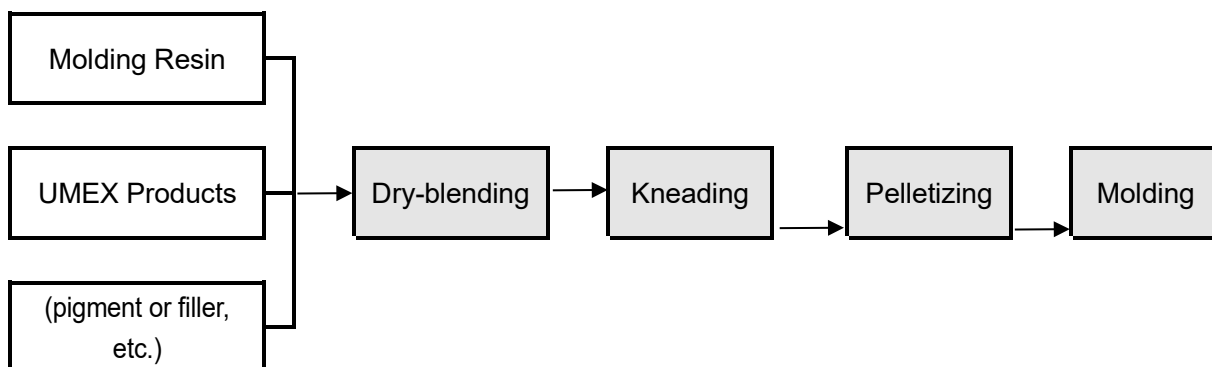 Molding Resin
UMEX Products
(pigment or filler,
etc.)
Dry-blending
Kneading
Pelletizing
Molding